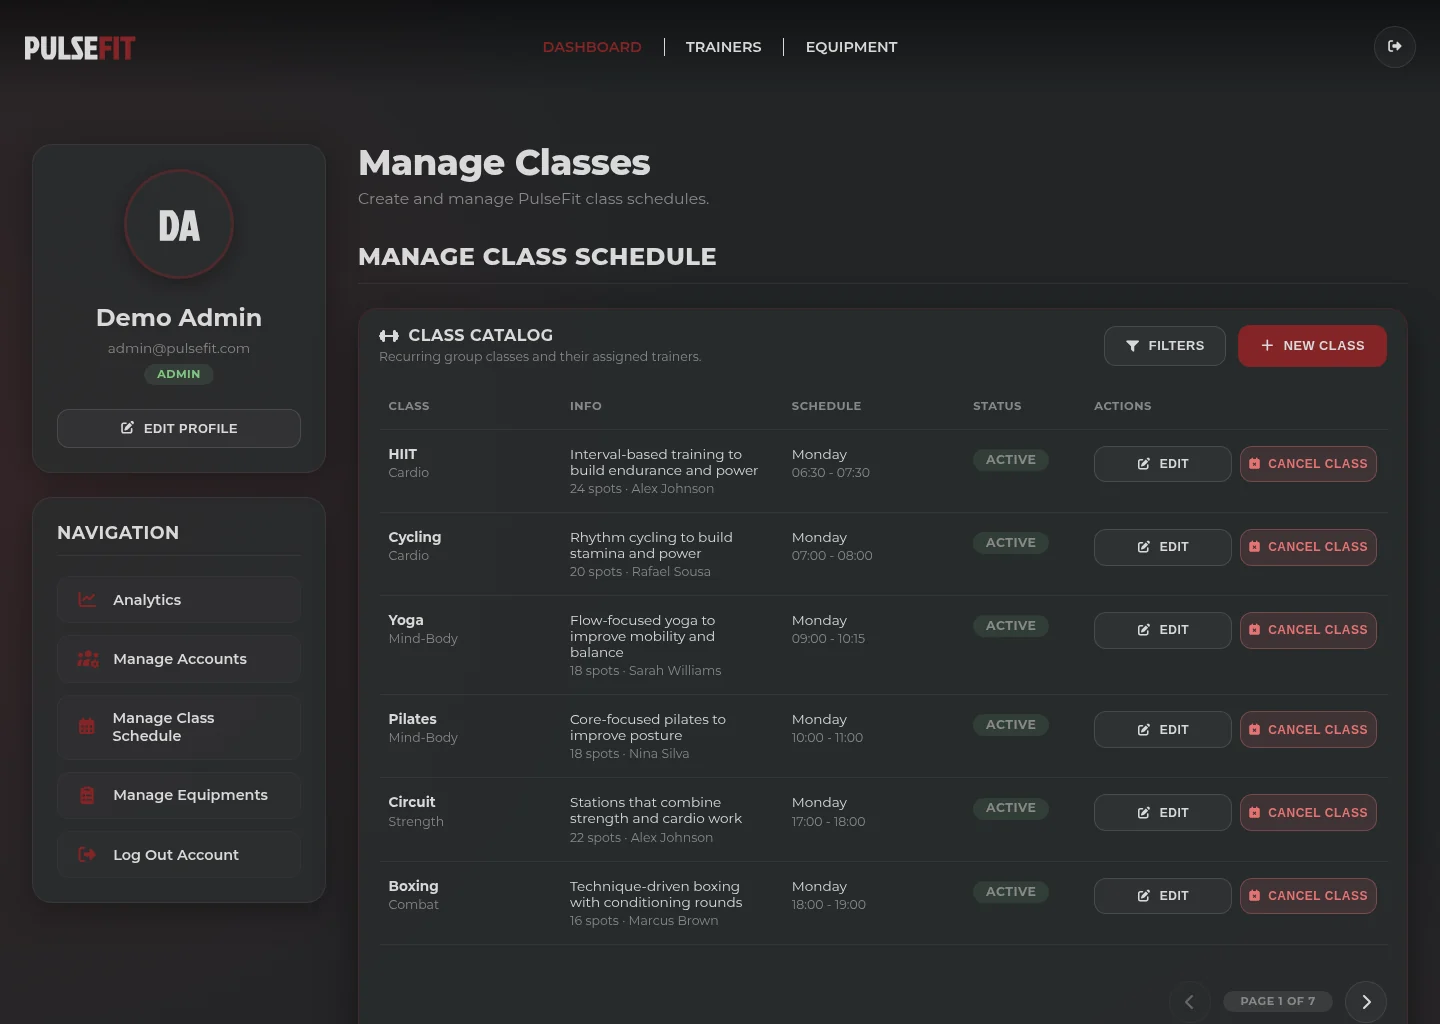 PULSEFIT
DASHBOARD
TRAINERS
EQUIPMENT
DA
Demo Admin
admin@pulsefit.com
ADMIN
EDIT PROFILE
NAVIGATION
Analytics
Manage Accounts
Manage Class
Schedule
Manage Equipments
Log Out Account
Manage Classes
Create and manage PulseFit class schedules.
MANAGE CLASS SCHEDULE
CLASS CATALOG
Recurring group classes and their assigned trainers.
FILTERS
NEW CLASS
CLASS INFO SCHEDULE STATUS ACTIONS
HIIT
Cardio
Interval-based training to
build endurance and power
24 spots · Alex Johnson
Monday
06:30 - 07:30
ACTIVE
EDIT
CANCEL CLASS
Cycling
Cardio
Rhythm cycling to build
stamina and power
20 spots · Rafael Sousa
Monday
07:00 - 08:00
ACTIVE
EDIT
CANCEL CLASS
Yoga
Mind-Body
Flow-focused yoga to
improve mobility and
balance
18 spots · Sarah Williams
Monday
09:00 - 10:15
ACTIVE
EDIT
CANCEL CLASS
Pilates
Mind-Body
Core-focused pilates to
improve posture
18 spots · Nina Silva
Monday
10:00 - 11:00
ACTIVE
EDIT
CANCEL CLASS
Circuit
Strength
Stations that combine
strength and cardio work
22 spots · Alex Johnson
Monday
17:00 - 18:00
ACTIVE
EDIT
CANCEL CLASS
Boxing
Combat
Technique-driven boxing
with conditioning rounds
16 spots · Marcus Brown
Monday
18:00 - 19:00
ACTIVE
EDIT
CANCEL CLASS
PAGE 1 OF 7